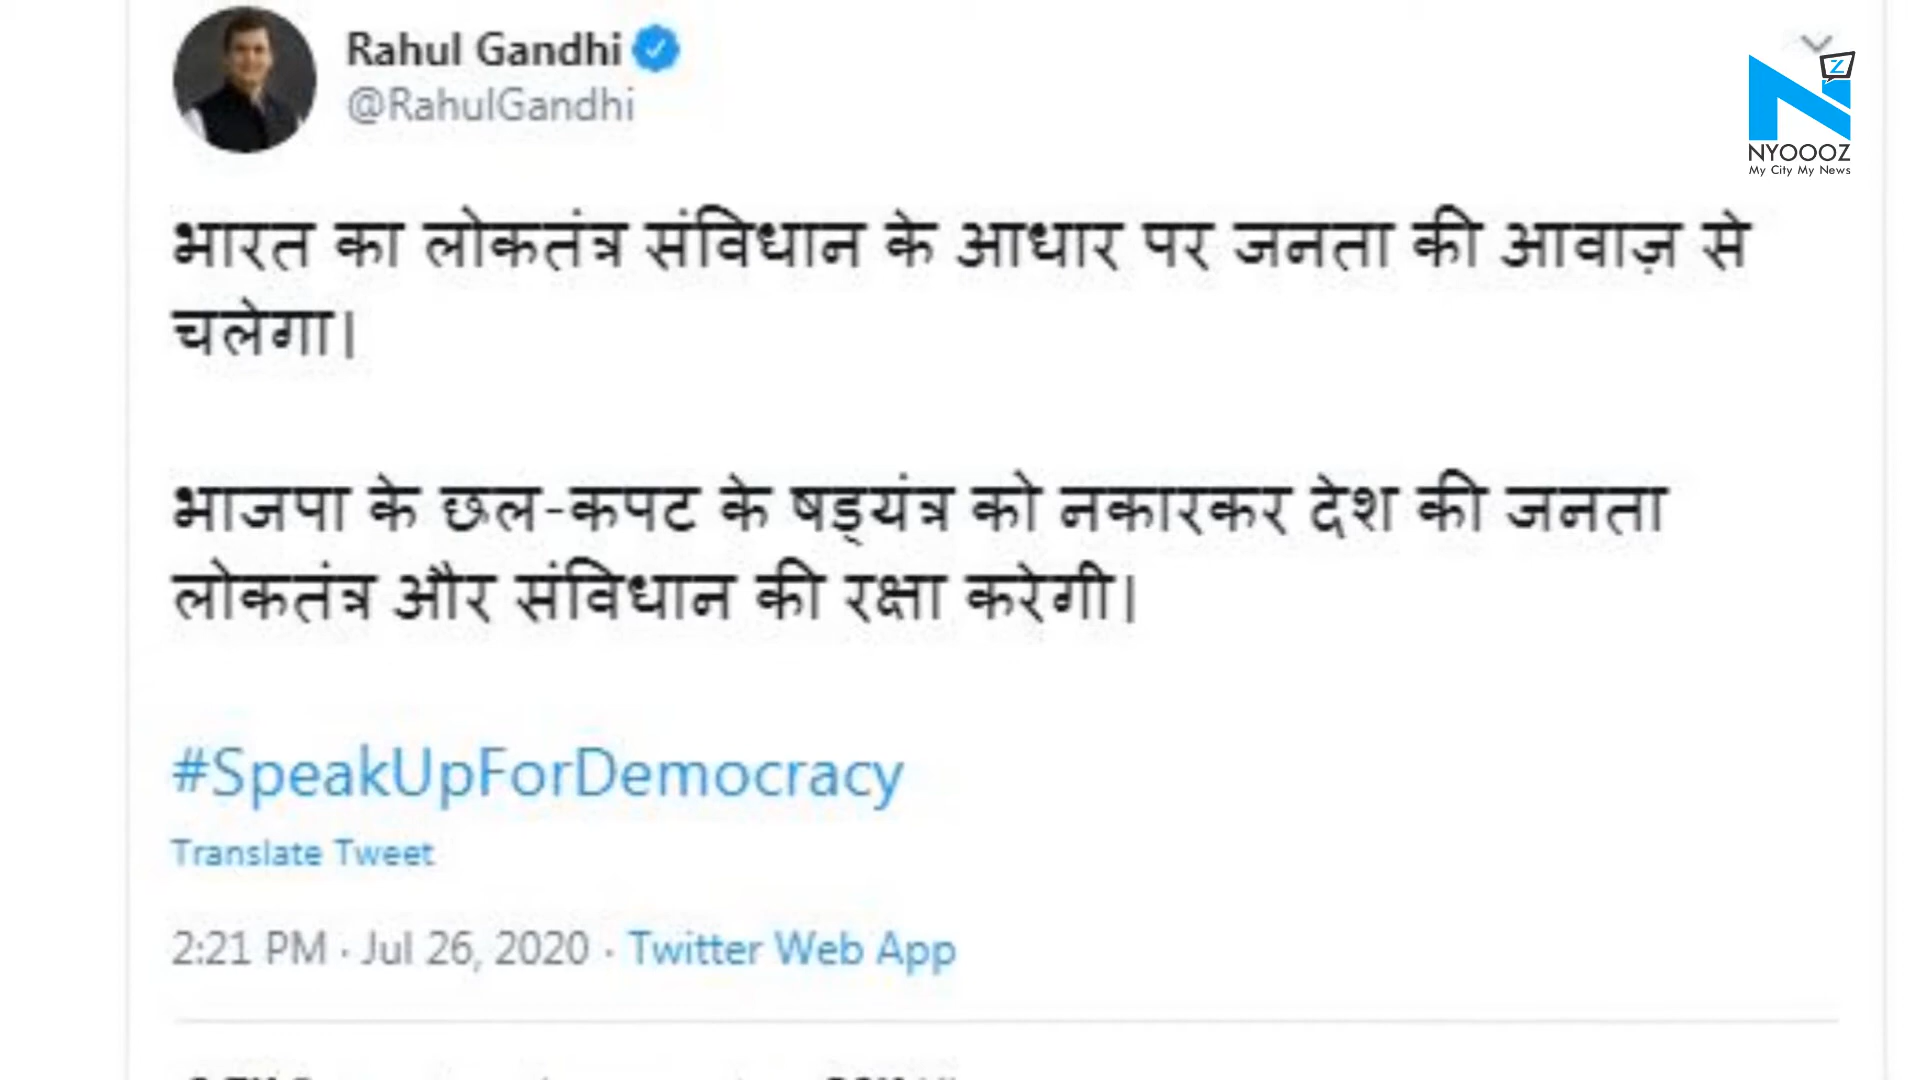 Rahul Gandhi
@RahulGandhi
Z
NYOOOZ
My City My News
भारत का लोकतंत्र संविधान के आधार पर जनता की आवाज़ से
चलेगा।
भाजपा के छल-कपट के षड्यंत्र को नकारकर देश की जनता
लोकतंत्र और संविधान की रक्षा करेगी।
#SpeakUpForDemocracy
Translate Tweet
2:21 PM · Jul 26, 2020 · Twitter Web App